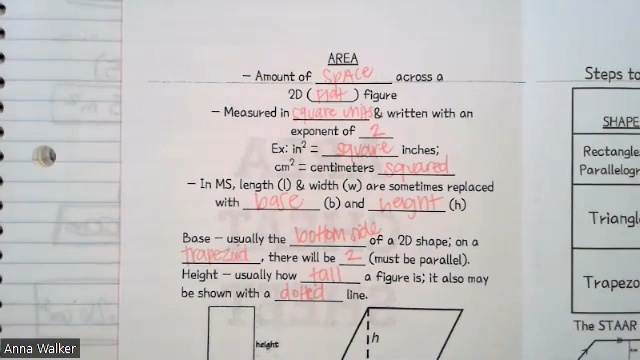 AREA
- Amount of space across a
2D (flat) figure
- Measured in square units & written with an
exponent of 2
Ex: in² = square inches;
cm² = centimeters squared
- In MS, length (l) & width (w) are sometimes replaced
with base (b) and height (h)
Base - usually the bottom side of a 2D shape; on a
trapezoid, there will be 2 (must be parallel).
Height - usually how tall a figure is; it also may
be shown with a dotted line.
height
h
Steps to
SHAPE
Rectangle
Parallelogr
Triangl
Trapezo
The STAAR
Anna Walker